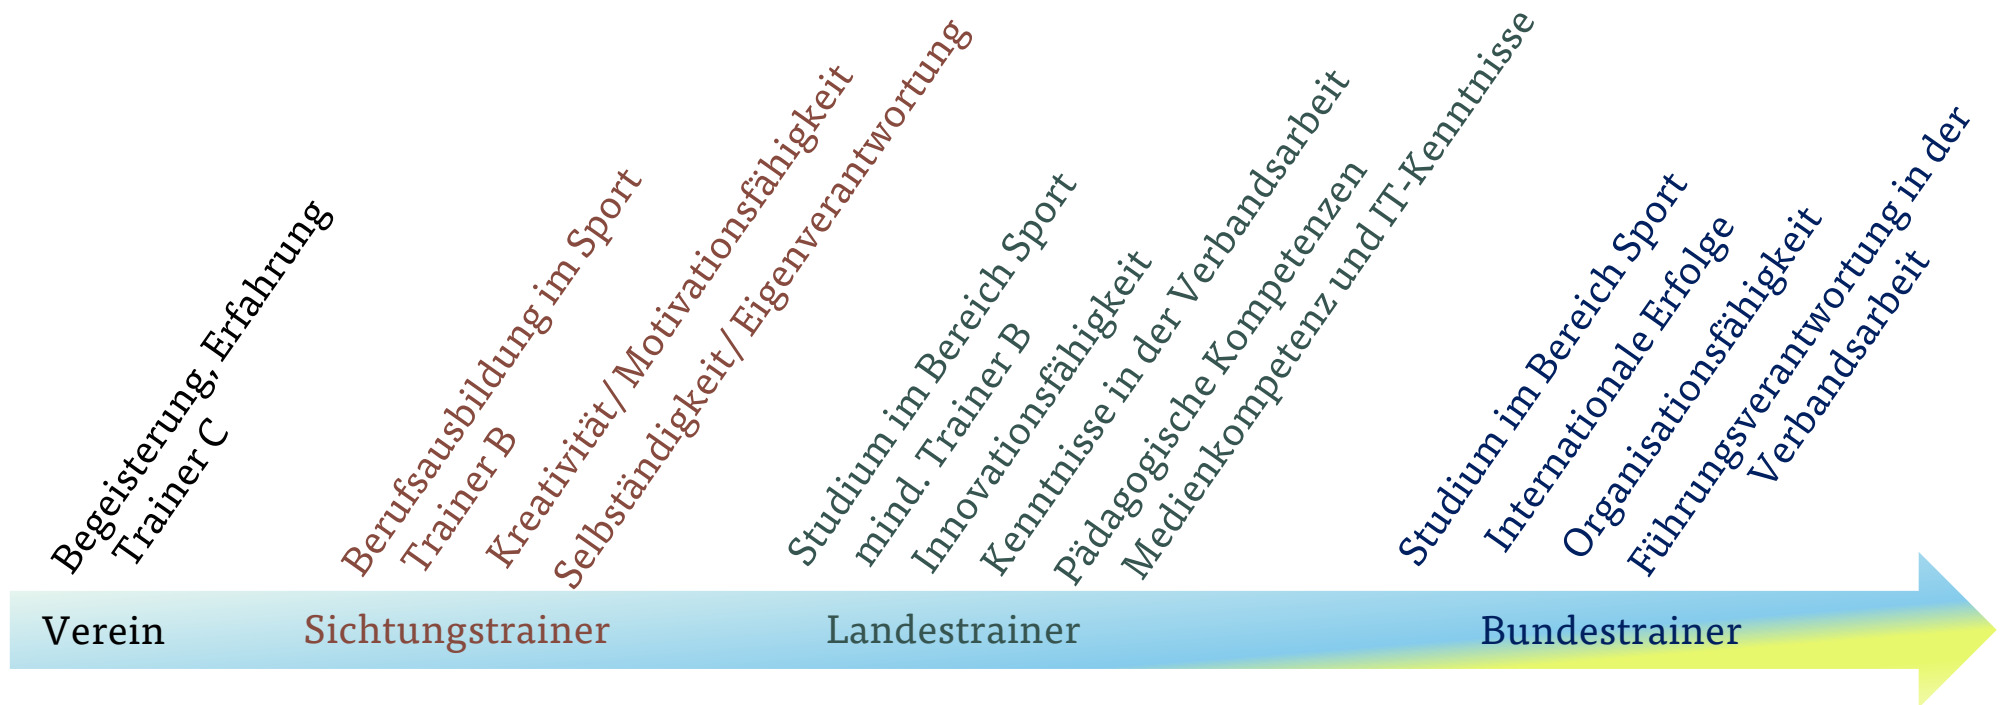 Begeisterung, Erfahrung
Trainer C
Berufsausbildung im Sport
Trainer B
Kreativität / Motivationsfähigkeit
Selbständigkeit / Eigenverantwortung
Studium im Bereich Sport
mind. Trainer B
Innovationsfähigkeit
Kenntnisse in der Verbandsarbeit
Pädagogische Kompetenzen
Medienkompetenz und IT-Kenntnisse
Studium im Bereich Sport
Internationale Erfolge
Organisationsfähigkeit
Führungsverantwortung in der
Verbandsarbeit
Verein
Sichtungstrainer
Landestrainer
Bundestrainer